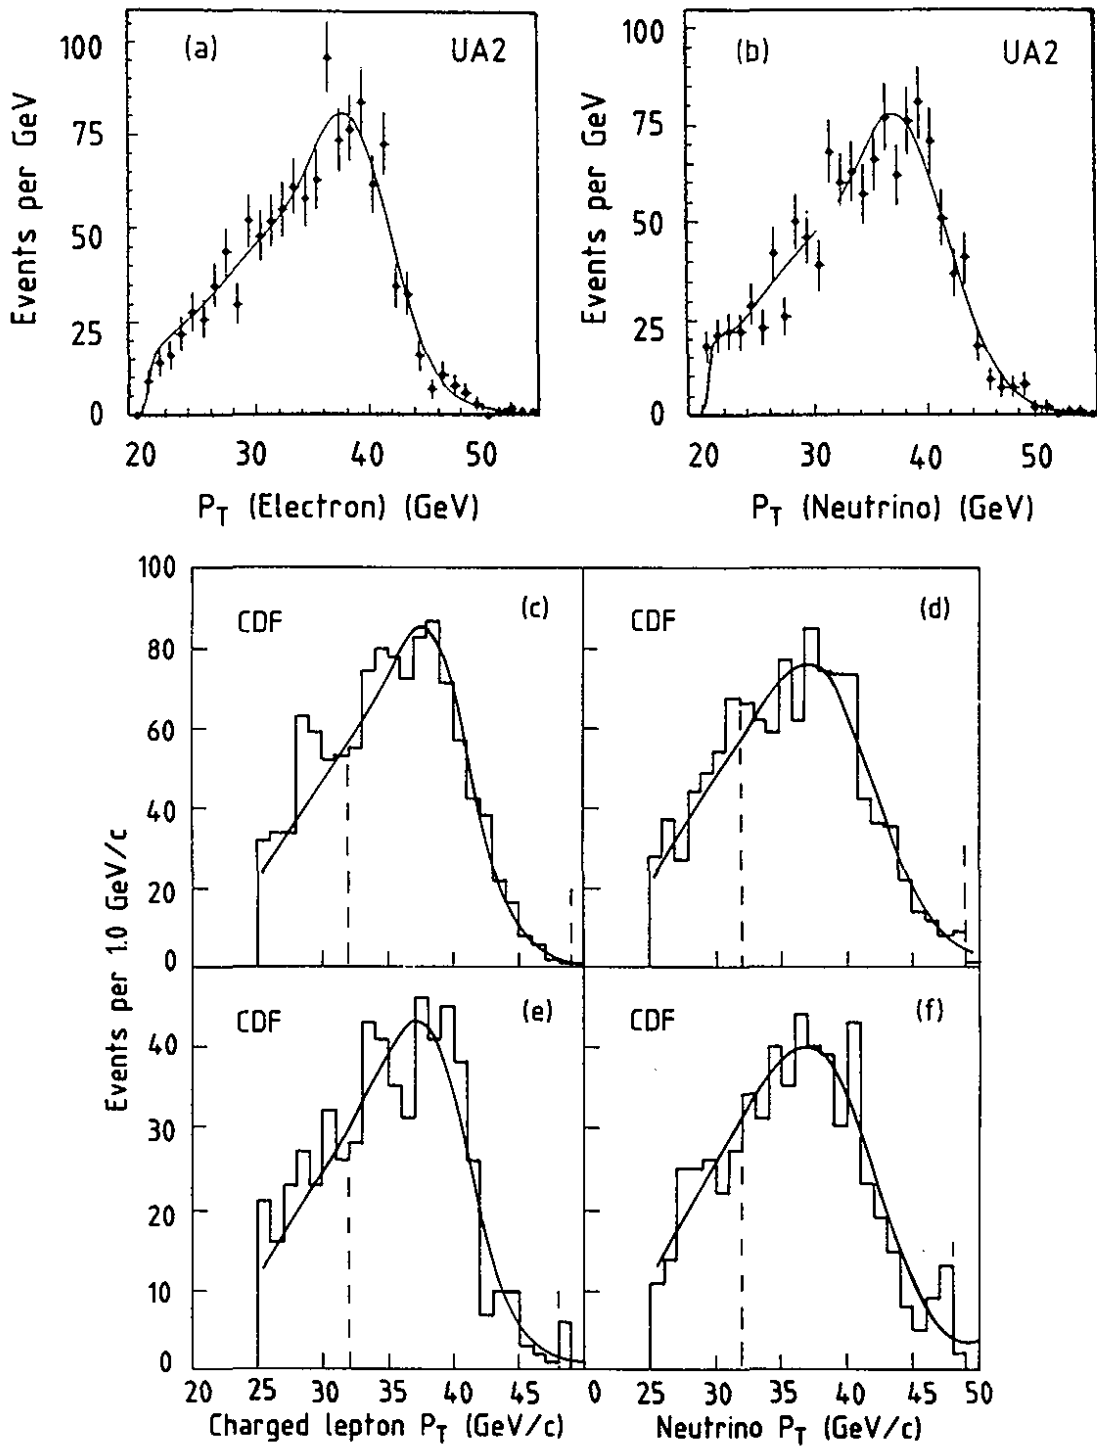 (a) UA2
100
75
50
25
0
Events per GeV
20 30 40 50
P_T (Electron) (GeV)
(b) UA2
100
75
50
25
0
Events per GeV
20 30 40 50
P_T (Neutrino) (GeV)
Events per 1.0 GeV/c
CDF (c)
100
80
60
40
20
0
CDF (d)
CDF (e)
40
30
20
10
0
20 25 30 35 40 45
Charged lepton P_T (GeV/c)
CDF (f)
0 25 30 35 40 45 50
Neutrino P_T (GeV/c)